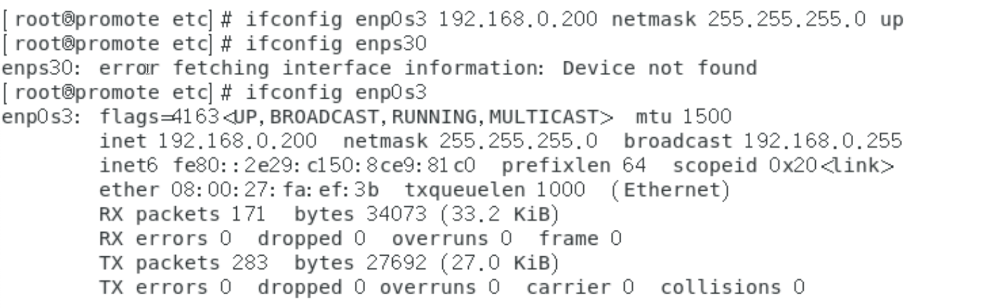 [root@promote etc]# ifconfig enp0s3 192.168.0.200 netmask 255.255.255.0 up
[root@promote etc]# ifconfig enps30
enps30: error fetching interface information: Device not found
[root@promote etc]# ifconfig enp0s3
enp0s3: flags=4163<UP,BROADCAST,RUNNING,MULTICAST>  mtu 1500
        inet 192.168.0.200  netmask 255.255.255.0  broadcast 192.168.0.255
        inet6 fe80::2e29:c150:8ce9:81c0  prefixlen 64  scopeid 0x20<link>
        ether 08:00:27:fa:ef:3b  txqueuelen 1000  (Ethernet)
        RX packets 171  bytes 34073 (33.2 KiB)
        RX errors 0  dropped 0  overruns 0  frame 0
        TX packets 283  bytes 27692 (27.0 KiB)
        TX errors 0  dropped 0 overruns 0  carrier 0  collisions 0